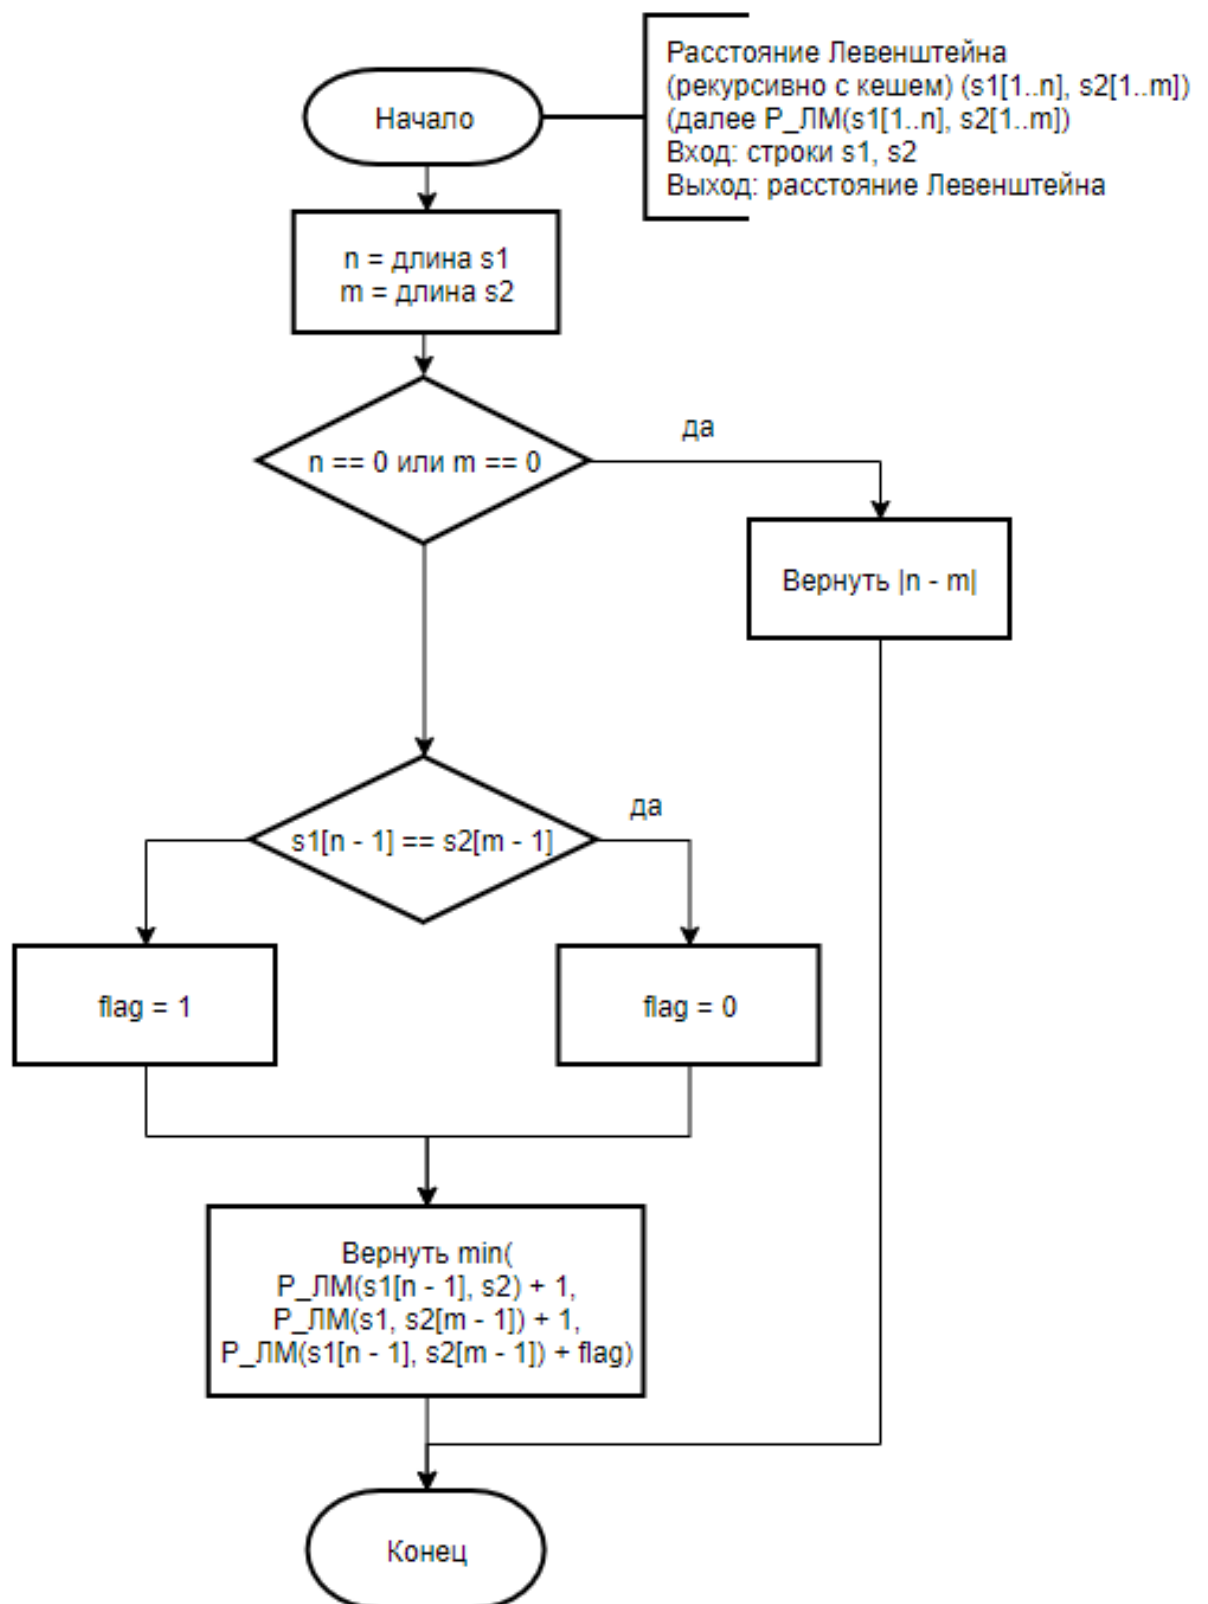 Начало
Расстояние Левенштейна
(рекурсивно с кешем) (s1[1..n], s2[1..m])
(далее Р_ЛМ(s1[1..n], s2[1..m])
Вход: строки s1, s2
Выход: расстояние Левенштейна
n = длина s1
m = длина s2
n == 0 или m == 0
да
Вернуть |n - m|
s1[n - 1] == s2[m - 1]
да
flag = 1
flag = 0
Вернуть min(
Р_ЛМ(s1[n - 1], s2) + 1,
Р_ЛМ(s1, s2[m - 1]) + 1,
Р_ЛМ(s1[n - 1], s2[m - 1]) + flag)
Конец